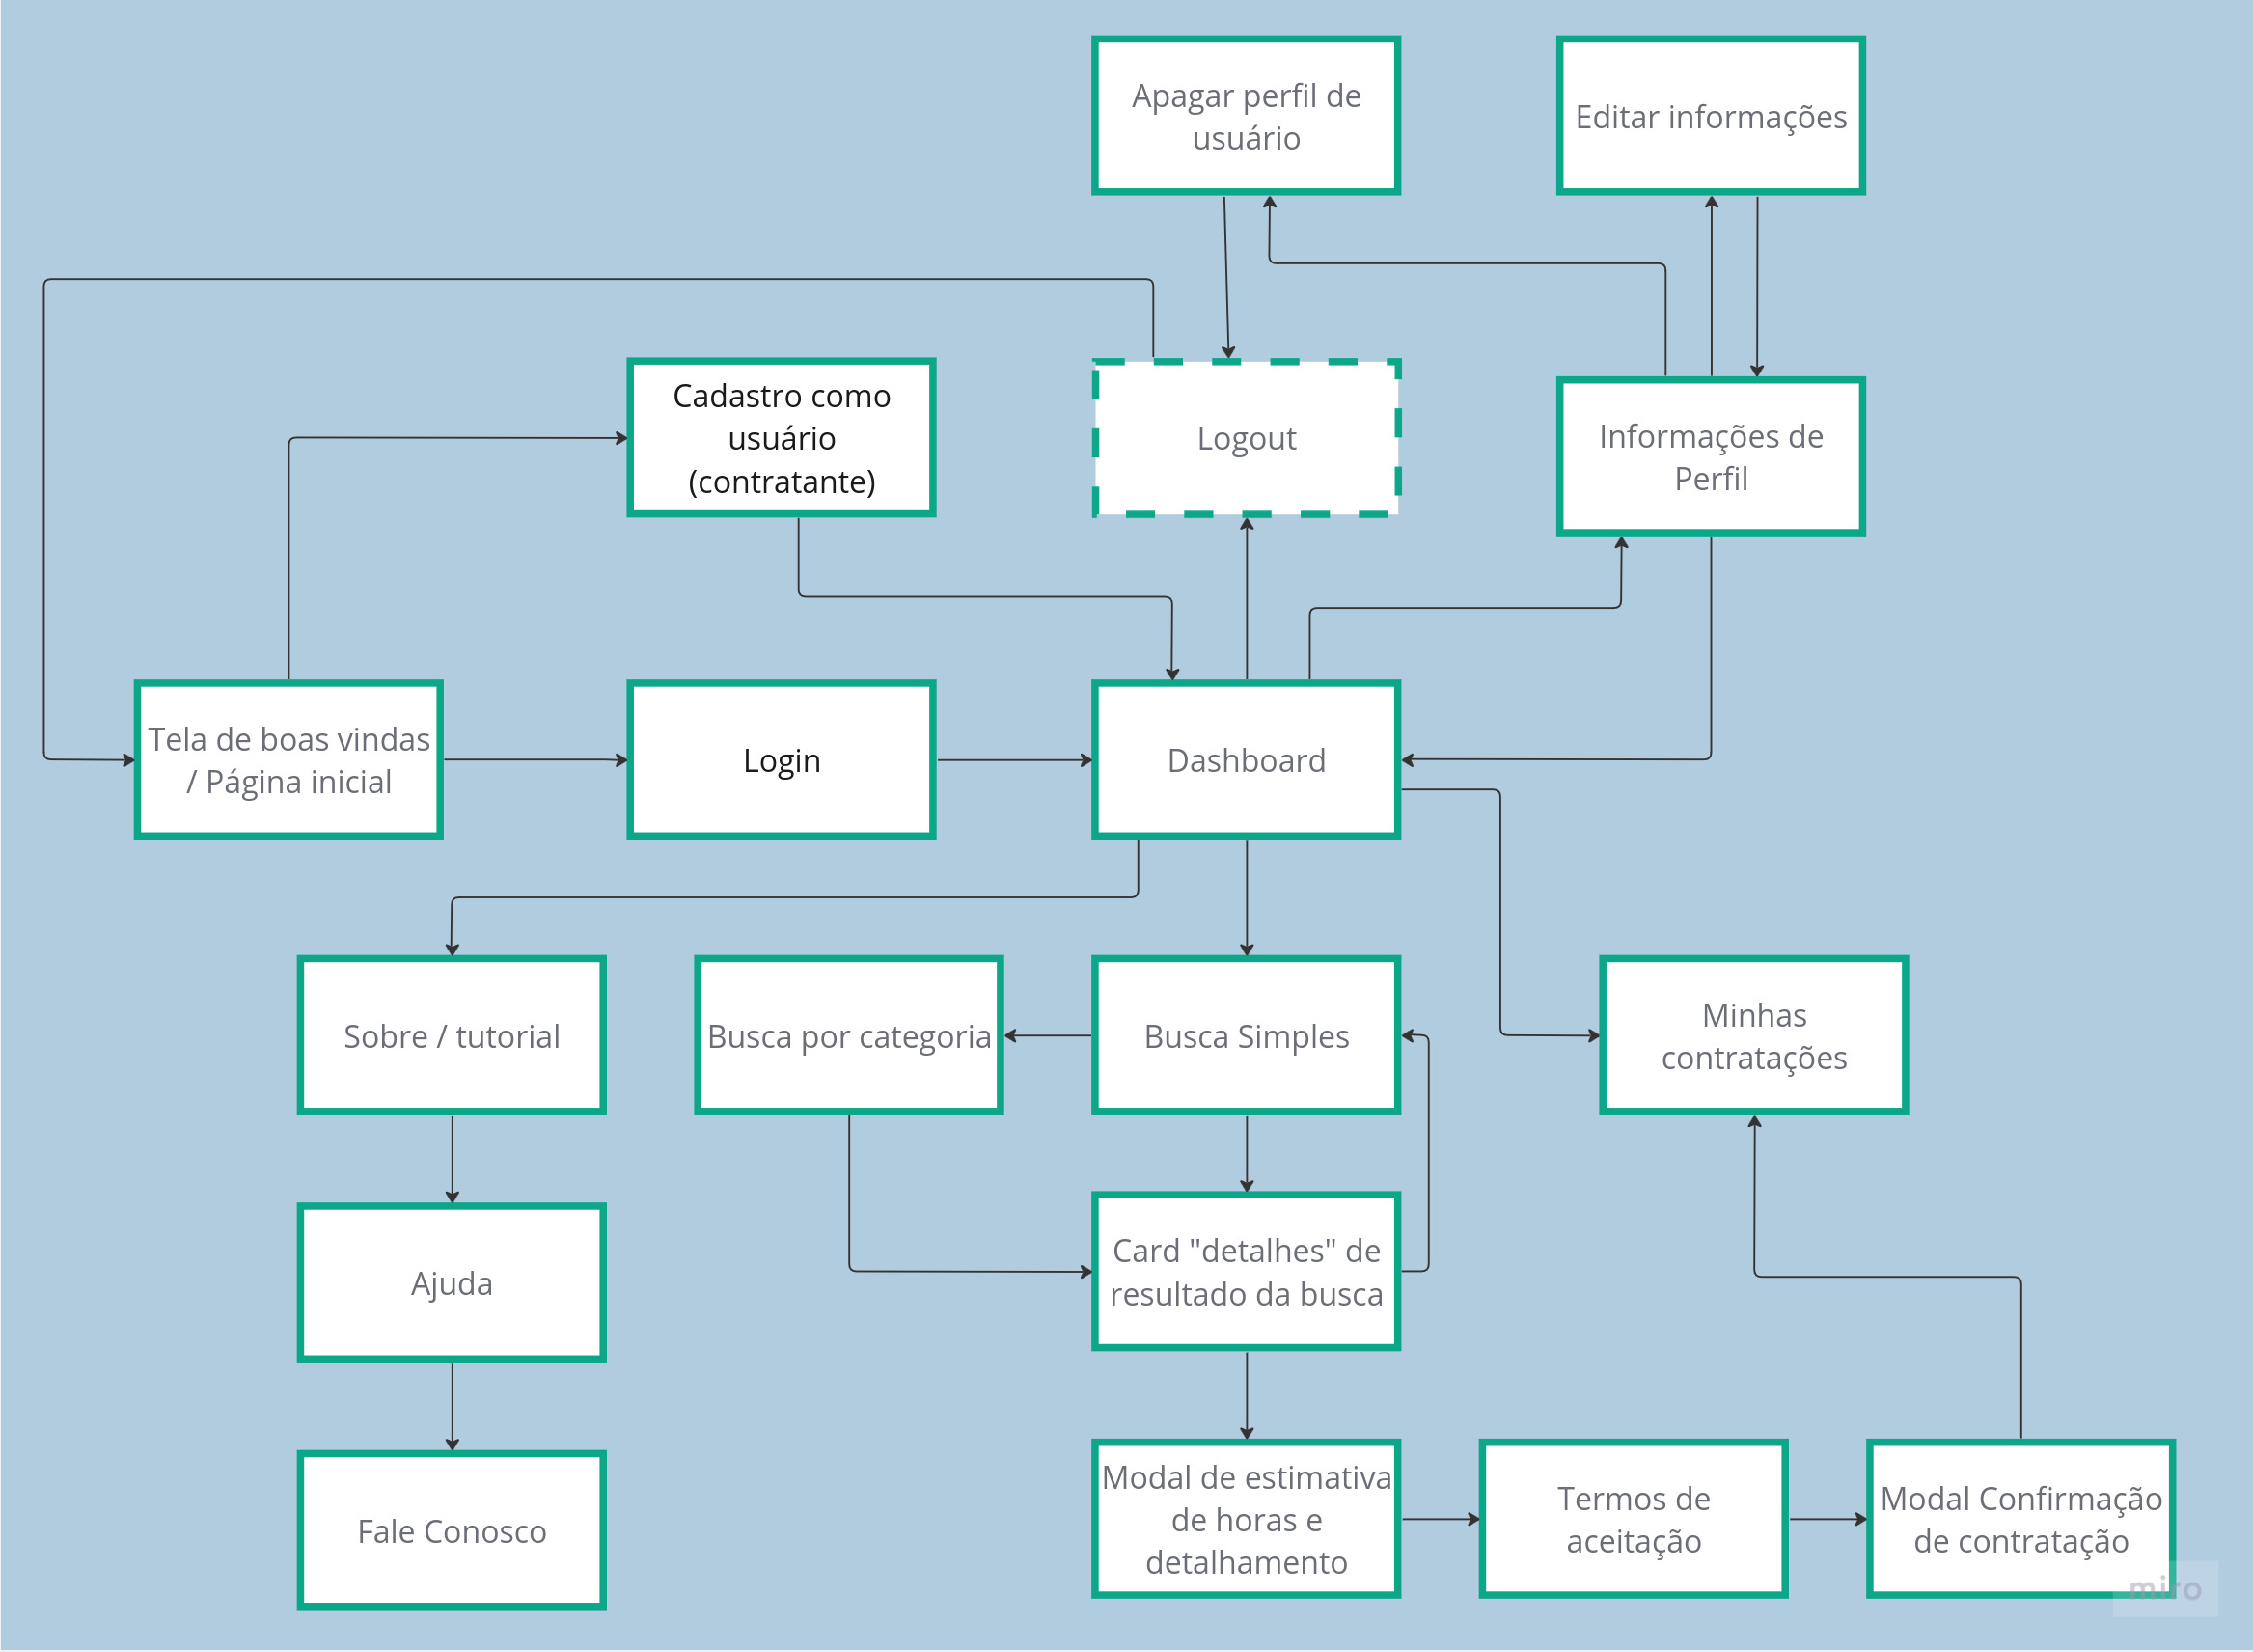 Apagar perfil de
usuário
Editar informações
Cadastro como
usuário
(contratante)
Logout
Informações de
Perfil
Tela de boas vindas
/ Página inicial
Login
Dashboard
Sobre / tutorial
Busca por categoria
Busca Simples
Minhas
contratações
Ajuda
Card "detalhes" de
resultado da busca
Fale Conosco
Modal de estimativa
de horas e
detalhamento
Termos de
aceitação
Modal Confirmação
de contratação
miro